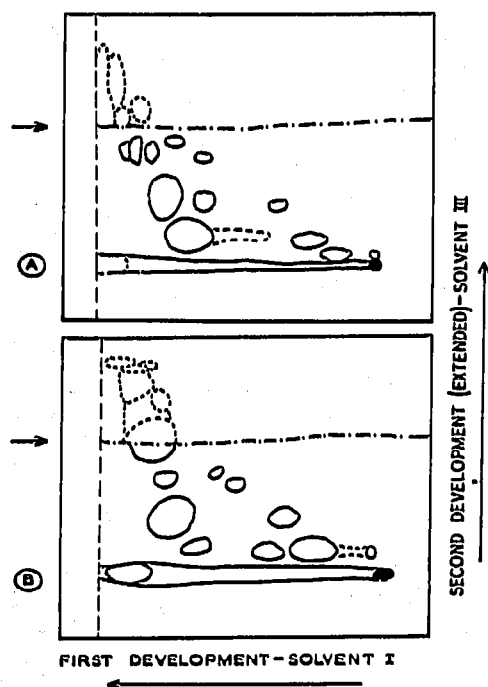 A
B
SECOND DEVELOPMENT (EXTENDED)-SOLVENT III
FIRST DEVELOPMENT-SOLVENT I